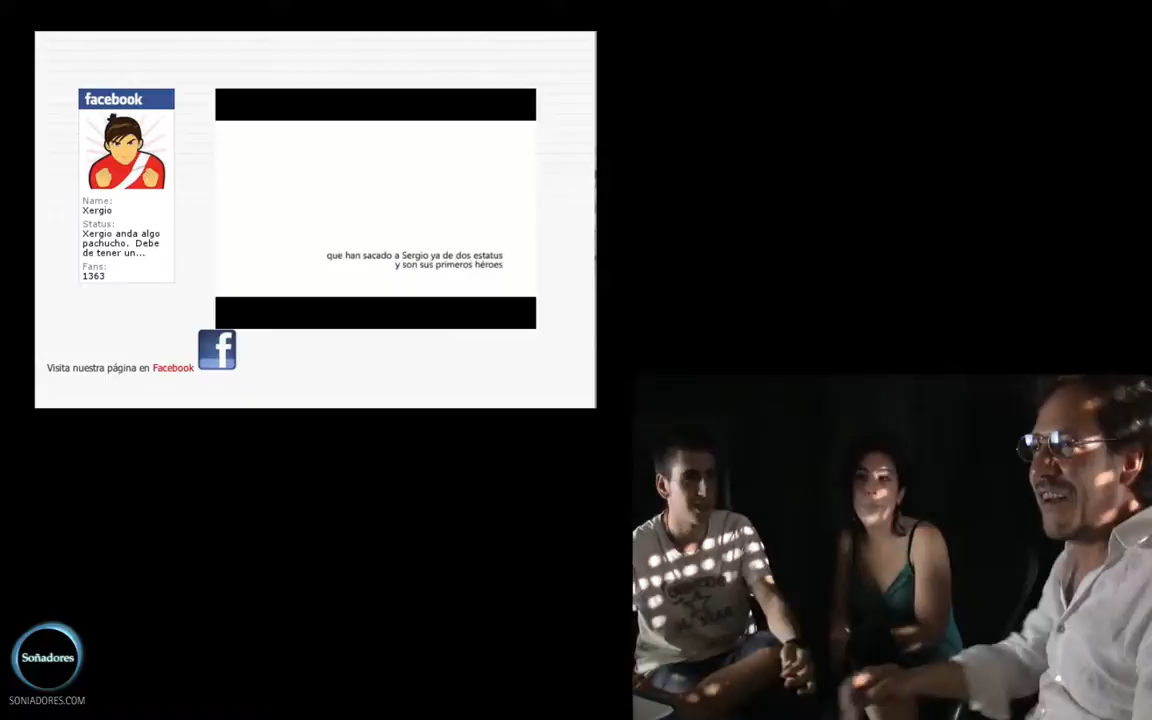 facebook
Name:
Xergio
Status:
Xergio anda algo
pachucho. Debe
de tener un...
Fans:
1363
que han sacado a Sergio ya de dos estatus
y son sus primeros héroes
f
Visita nuestra página en Facebook
Soñadores
SONIADORES.COM